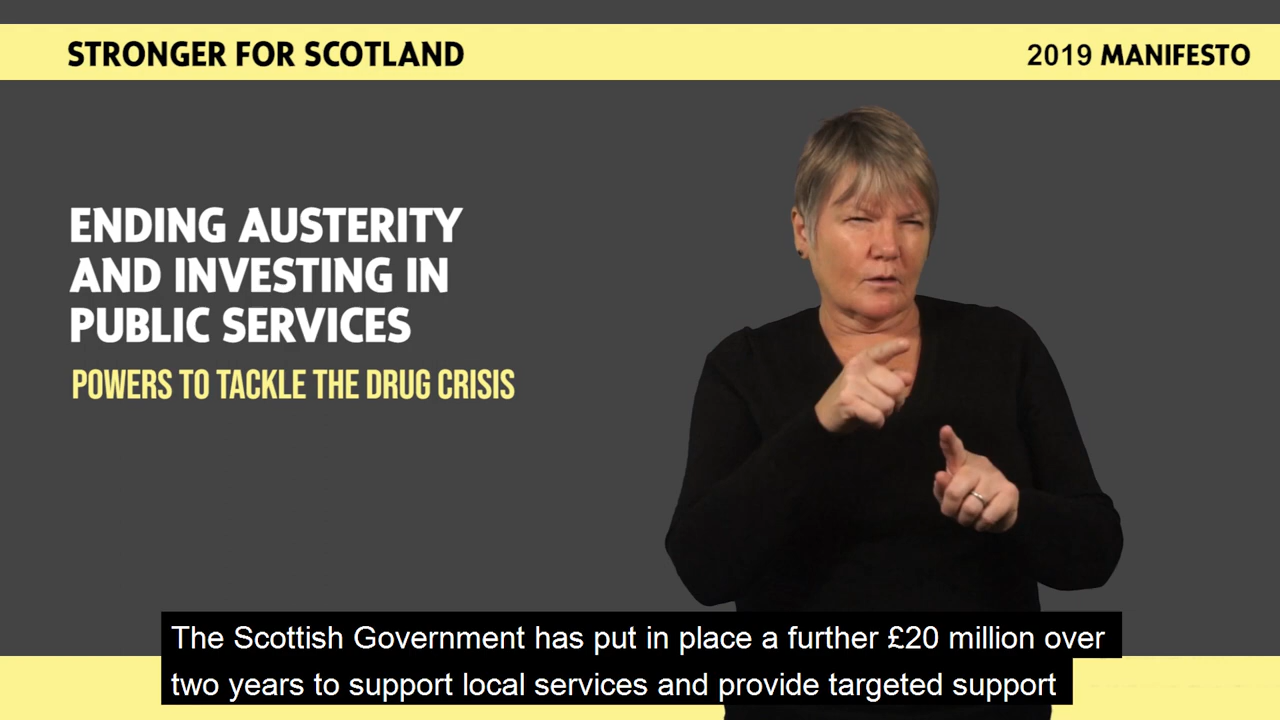 STRONGER FOR SCOTLAND
2019 MANIFESTO
ENDING AUSTERITY
AND INVESTING IN
PUBLIC SERVICES
POWERS TO TACKLE THE DRUG CRISIS
The Scottish Government has put in place a further £20 million over
two years to support local services and provide targeted support